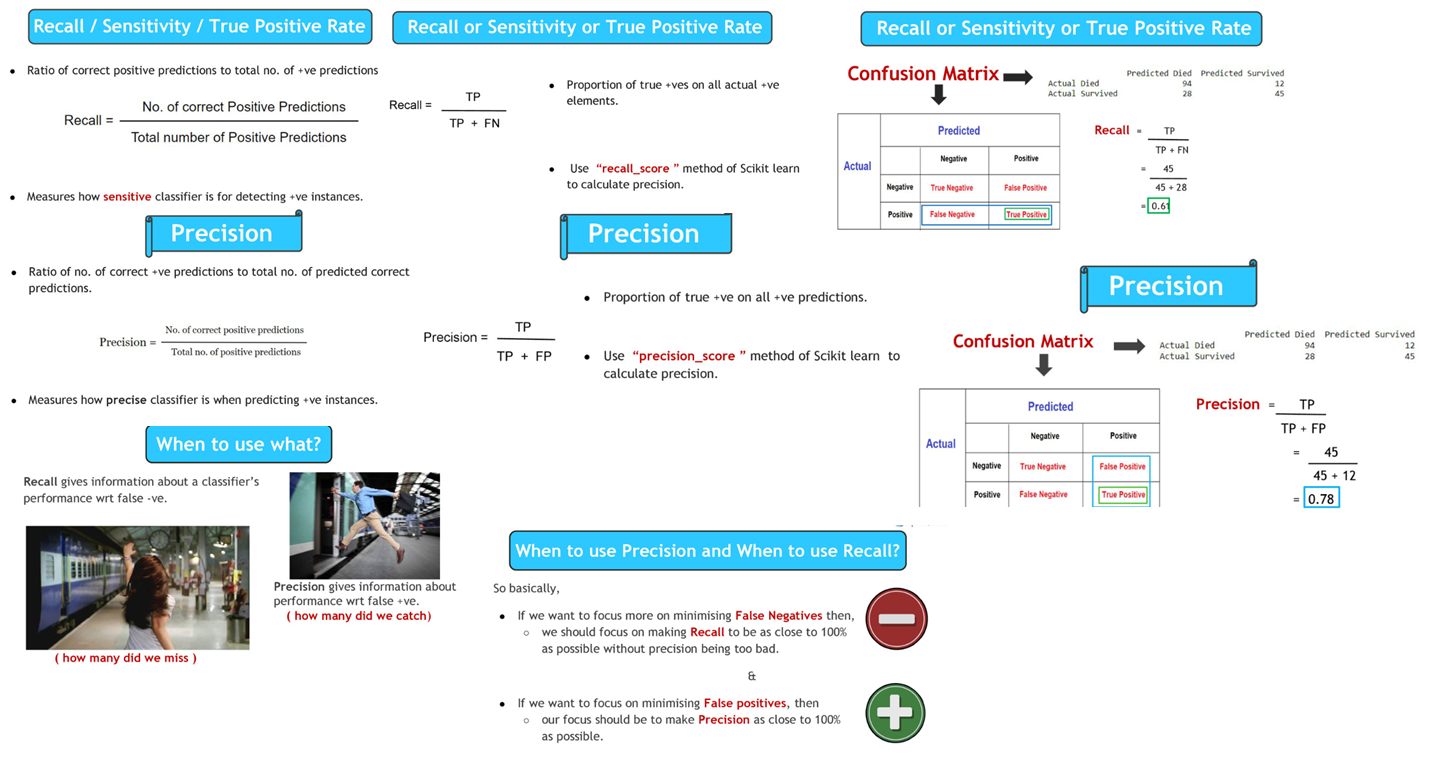 Recall / Sensitivity / True Positive Rate
● Ratio of correct positive predictions to total no. of +ve predictions
Recall =
No. of correct Positive Predictions
Total number of Positive Predictions
● Measures how sensitive classifier is for detecting +ve instances.
Recall or Sensitivity or True Positive Rate
Recall =
TP
TP + FN
● Proportion of true +ves on all actual +ve
elements.
● Use “recall_score ” method of Scikit learn
to calculate precision.
Recall or Sensitivity or True Positive Rate
Confusion Matrix
Predicted Died Predicted Survived
Actual Died 94 12
Actual Survived 28 45
Predicted
Actual
Negative Positive
Negative True Negative False Positive
Positive False Negative True Positive
Recall = TP
TP + FN
= 45
45 + 28
= 0.61
Precision
● Ratio of no. of correct +ve predictions to total no. of predicted correct
predictions.
Precision =
No. of correct positive predictions
Total no. of positive predictions
● Measures how precise classifier is when predicting +ve instances.
Precision
Precision =
TP
TP + FP
● Proportion of true +ve on all +ve predictions.
● Use “precision_score ” method of Scikit learn to
calculate precision.
Precision
Confusion Matrix
Predicted Died Predicted Survived
Actual Died 94 12
Actual Survived 28 45
Predicted
Actual
Negative Positive
Negative True Negative False Positive
Positive False Negative True Positive
Precision = TP
TP + FP
= 45
45 + 12
= 0.78
When to use what?
Recall gives information about a classifier’s
performance wrt false -ve.
( how many did we miss )
Precision gives information about
performance wrt false +ve.
( how many did we catch)
When to use Precision and When to use Recall?
So basically,
● If we want to focus more on minimising False Negatives then,
○ we should focus on making Recall to be as close to 100%
as possible without precision being too bad.
&
● If we want to focus on minimising False positives, then
○ our focus should be to make Precision as close to 100%
as possible.